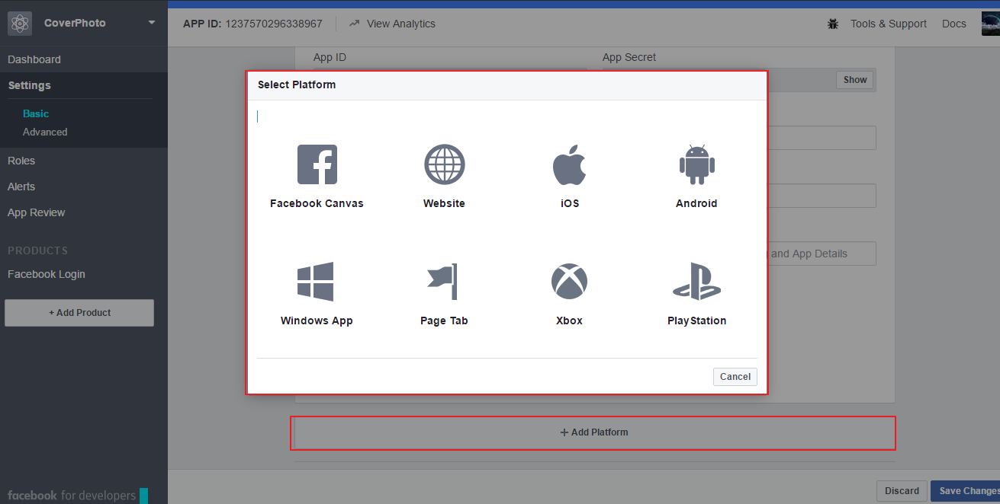 CoverPhoto
APP ID: 1237570296338967
View Analytics
Tools & Support
Docs
Dashboard
Settings
Basic
Advanced
Roles
Alerts
App Review
PRODUCTS
Facebook Login
+ Add Product
facebook for developers
App ID
App Secret
Show
Select Platform
Facebook Canvas
Website
iOS
Android
Windows App
Page Tab
Xbox
PlayStation
Cancel
and App Details
+ Add Platform
Discard
Save Changes